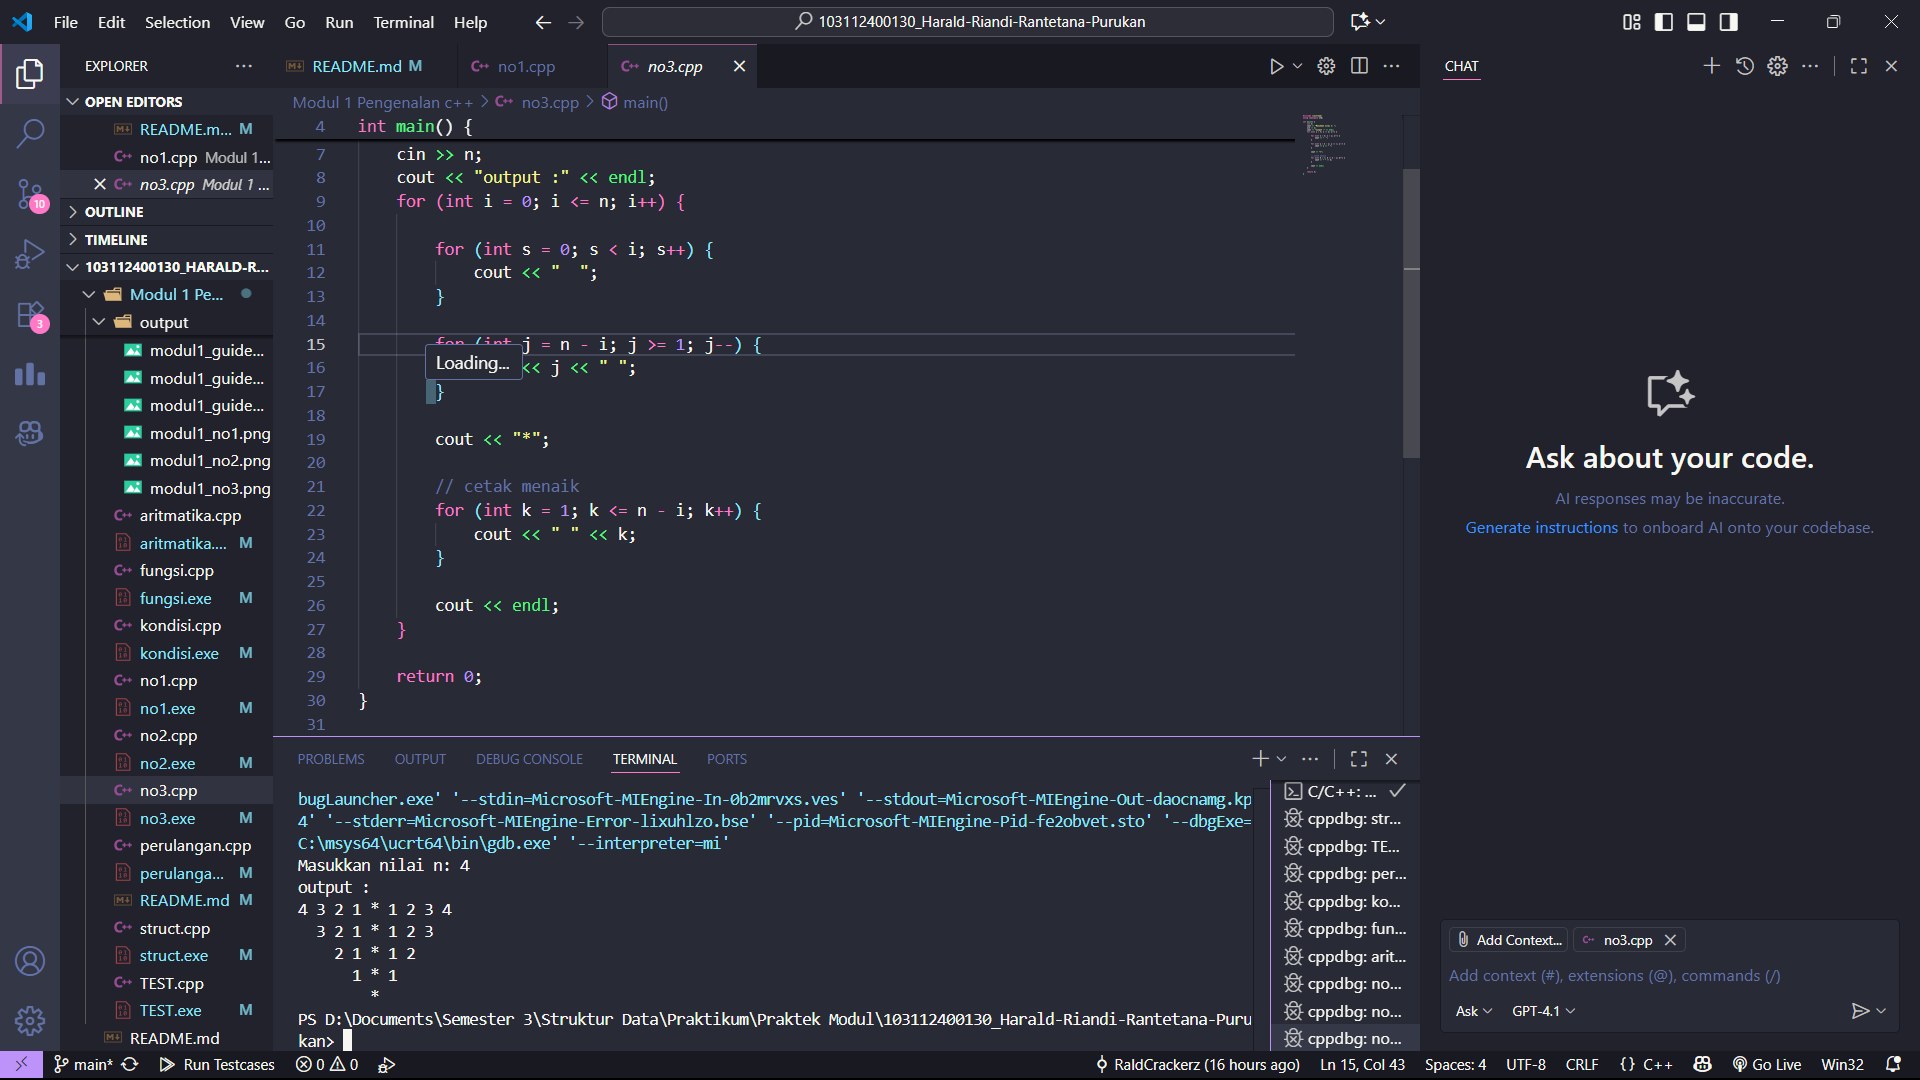 File Edit Selection View Go Run Terminal Help
103112400130_Harald-Riandi-Rantetana-Purukan
EXPLORER
OPEN EDITORS
README.m... M
no1.cpp Modul 1...
no3.cpp Modul 1 ...
OUTLINE
TIMELINE
103112400130_HARALD-R...
Modul 1 Pe...
output
modul1_guide...
modul1_guide...
modul1_guide...
modul1_no1.png
modul1_no2.png
modul1_no3.png
aritmatika.cpp
aritmatika.... M
fungsi.cpp
fungsi.exe M
kondisi.cpp
kondisi.exe M
no1.cpp
no1.exe M
no2.cpp
no2.exe M
no3.cpp
no3.exe M
perulangan.cpp
perulanga... M
README.md M
struct.cpp
struct.exe M
TEST.cpp
TEST.exe M
README.md
10
3
README.md M
no1.cpp
no3.cpp
Modul 1 Pengenalan c++ > no3.cpp > main()
4 int main() {
7 cin >> n;
8 cout << "output :" << endl;
9 for (int i = 0; i <= n; i++) {
10
11 for (int s = 0; s < i; s++) {
12 cout << "  ";
13 }
14
15 for (int j = n - i; j >= 1; j--) {
Loading...
16 << j << " ";
17 }
18
19 cout << "*";
20
21 // cetak menaik
22 for (int k = 1; k <= n - i; k++) {
23 cout << " " << k;
24 }
25
26 cout << endl;
27 }
28
29 return 0;
30 }
31
PROBLEMS OUTPUT DEBUG CONSOLE TERMINAL PORTS
bugLauncher.exe' '--stdin=Microsoft-MIEngine-In-0b2mrvxs.ves' '--stdout=Microsoft-MIEngine-Out-daocnamg.kp
4' '--stderr=Microsoft-MIEngine-Error-lixuhlzo.bse' '--pid=Microsoft-MIEngine-Pid-fe2obvet.sto' '--dbgExe=
C:\msys64\ucrt64\bin\gdb.exe' '--interpreter=mi'
Masukkan nilai n: 4
output :
4 3 2 1 * 1 2 3 4
3 2 1 * 1 2 3
2 1 * 1 2
1 * 1
*
PS D:\Documents\Semester 3\Struktur Data\Praktikum\Praktek Modul\103112400130_Harald-Riandi-Rantetana-Puru
kan>
C/C++: ...
cppdbg: str...
cppdbg: TE...
cppdbg: per...
cppdbg: ko...
cppdbg: fun...
cppdbg: arit...
cppdbg: no...
cppdbg: no...
cppdbg: no...
CHAT
Ask about your code.
AI responses may be inaccurate.
Generate instructions to onboard AI onto your codebase.
Add Context... no3.cpp
Add context (#), extensions (@), commands (/)
Ask GPT-4.1
main* Run Testcases 0 0
RaldCrackerz (16 hours ago) Ln 15, Col 43 Spaces: 4 UTF-8 CRLF {} C++ Go Live Win32